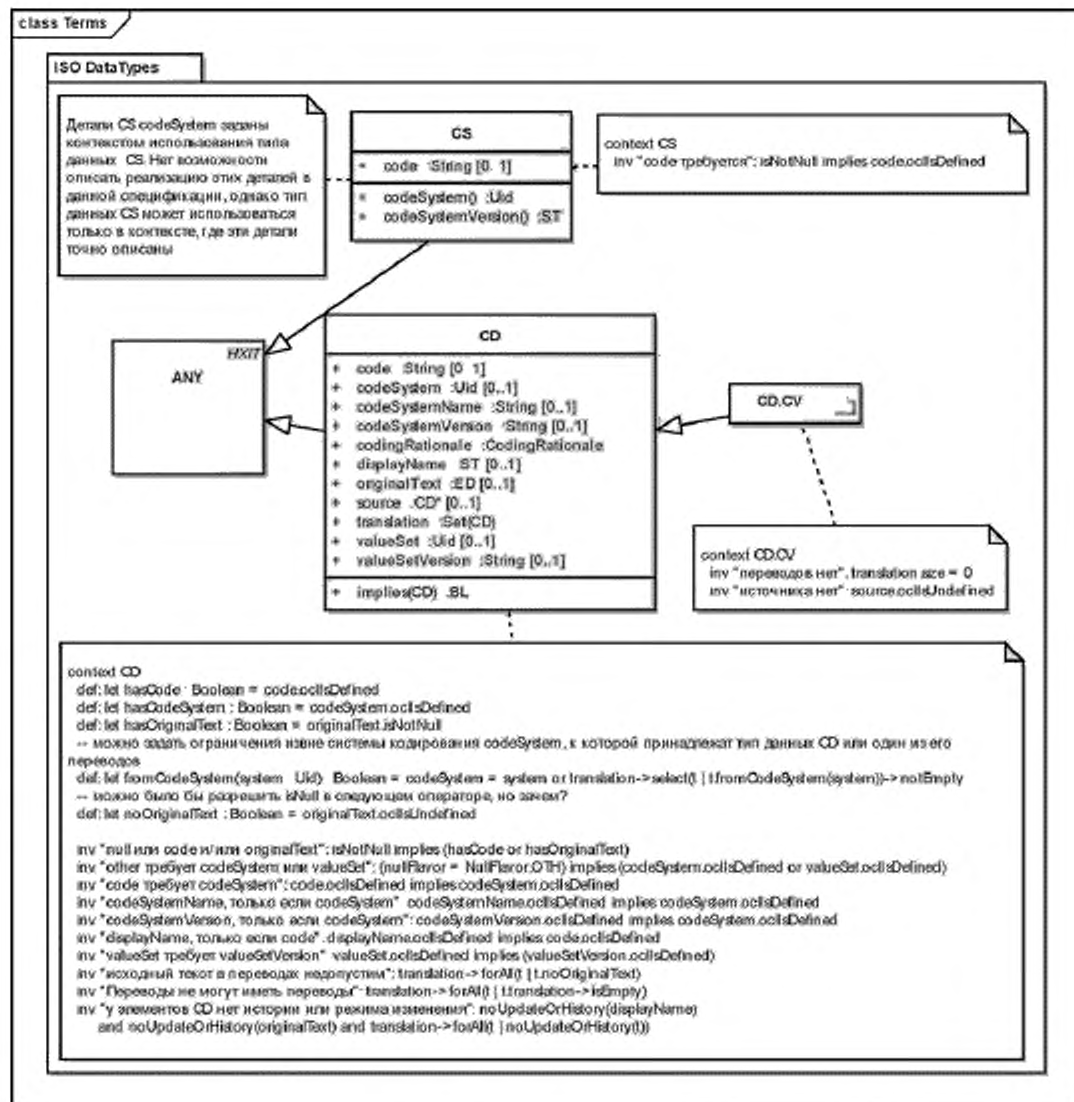 class Terms
ISO DataTypes
Детали CS.codeSystem заданы
контекстом использования типа
данных CS. Нет возможности
описать реализацию этих деталей в
данной спецификации, однако тип
данных CS может использоваться
только в контексте, где эти детали
точно описаны
CS
+ code :String [0..1]
+ codeSystem() :Uid
+ codeSystemVersion() :ST
context CS
inv "code требуется": isNotNull implies code.oclIsDefined
HXIT
ANY
CD
+ code :String [0..1]
+ codeSystem :Uid [0..1]
+ codeSystemName :String [0..1]
+ codeSystemVersion :String [0..1]
+ codingRationale :CodingRationale
+ displayName :ST [0..1]
+ originalText :ED [0..1]
+ source :CD* [0..1]
+ translation :Set(CD)
+ valueSet :Uid [0..1]
+ valueSetVersion :String [0..1]
+ implies(CD) :BL
CD.CV
context CD.CV
inv "переводов нет", translation.size = 0
inv "источника нет": source.oclIsUndefined
context CD
def: let hasCode : Boolean = code.oclIsDefined
def: let hasCodeSystem : Boolean = codeSystem.oclIsDefined
def: let hasOriginalText : Boolean = originalText.isNotNull
-- можно задать ограничения извне системы кодирования codeSystem, к которой принадлежат тип данных CD или один из его
переводов
def: let fromCodeSystem(system : Uid) : Boolean = codeSystem = system or translation->select(t | t.fromCodeSystem(system))->notEmpty
-- можно было бы разрешить isNull в следующем операторе, но зачем?
def: let noOriginalText : Boolean = originalText.oclIsUndefined
inv "null или code и/или originalText": isNotNull implies (hasCode or hasOriginalText)
inv "other требует codeSystem или valueSet": (nullFlavor = NullFlavor.OTH) implies (codeSystem.oclIsDefined or valueSet.oclIsDefined)
inv "code требует codeSystem": code.oclIsDefined implies codeSystem.oclIsDefined
inv "codeSystemName, только если codeSystem": codeSystemName.oclIsDefined implies codeSystem.oclIsDefined
inv "codeSystemVersion, только если codeSystem": codeSystemVersion.oclIsDefined implies codeSystem.oclIsDefined
inv "displayName, только если code": displayName.oclIsDefined implies code.oclIsDefined
inv "valueSet требует valueSetVersion": valueSet.oclIsDefined implies (valueSetVersion.oclIsDefined)
inv "исходный текст в переводах недопустим": translation->forAll(t | t.noOriginalText)
inv "Переводы не могут иметь переводы": translation->forAll(t | t.translation->isEmpty)
inv "у элементов CD нет истории или режима изменения": noUpdateOrHistory(displayName)
and noUpdateOrHistory(originalText) and translation->forAll(t | noUpdateOrHistory(t))